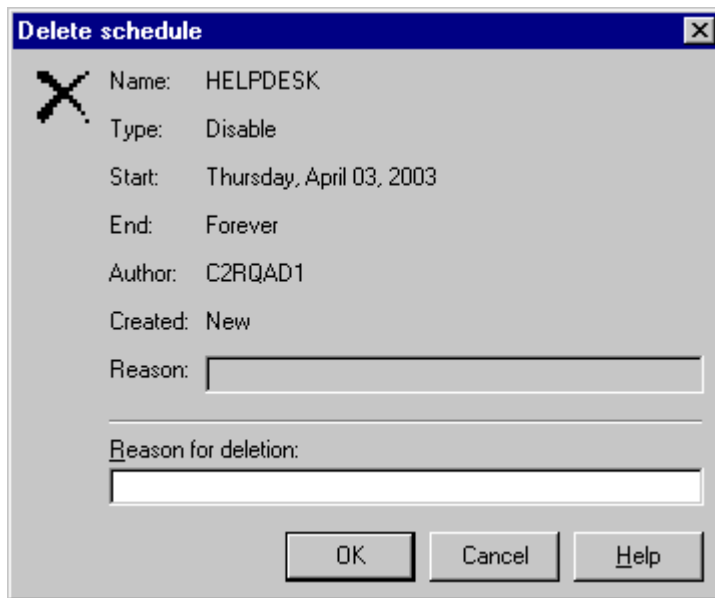 Delete schedule
Name: HELPDESK
Type: Disable
Start: Thursday, April 03, 2003
End: Forever
Author: C2RQAD1
Created: New
Reason:
Reason for deletion:
OK Cancel Help